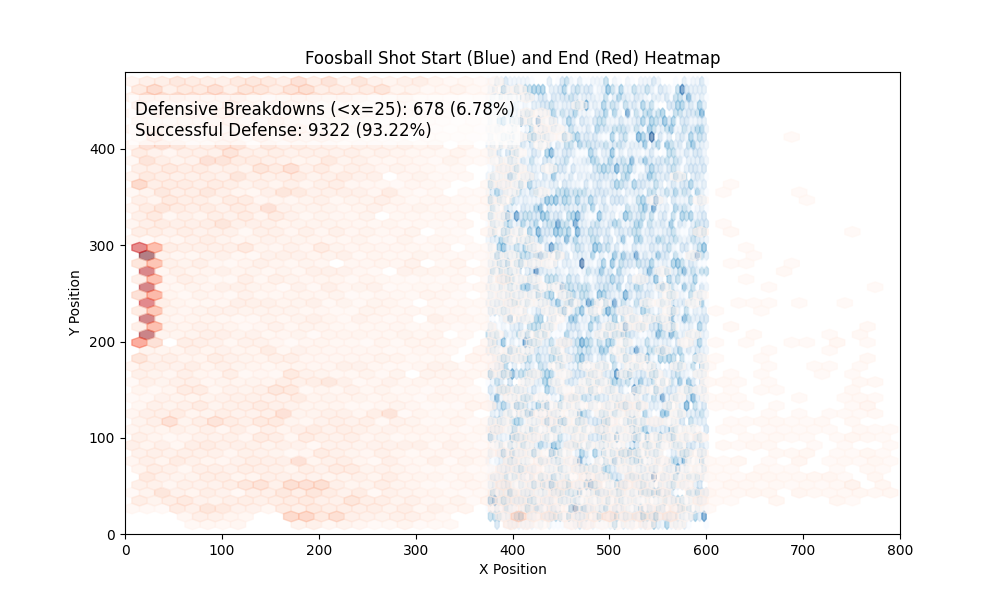 Foosball Shot Start (Blue) and End (Red) Heatmap
Defensive Breakdowns (<x=25): 678 (6.78%)
Successful Defense: 9322 (93.22%)
400
300
200
100
0
Y Position
0 100 200 300 400 500 600 700 800
X Position